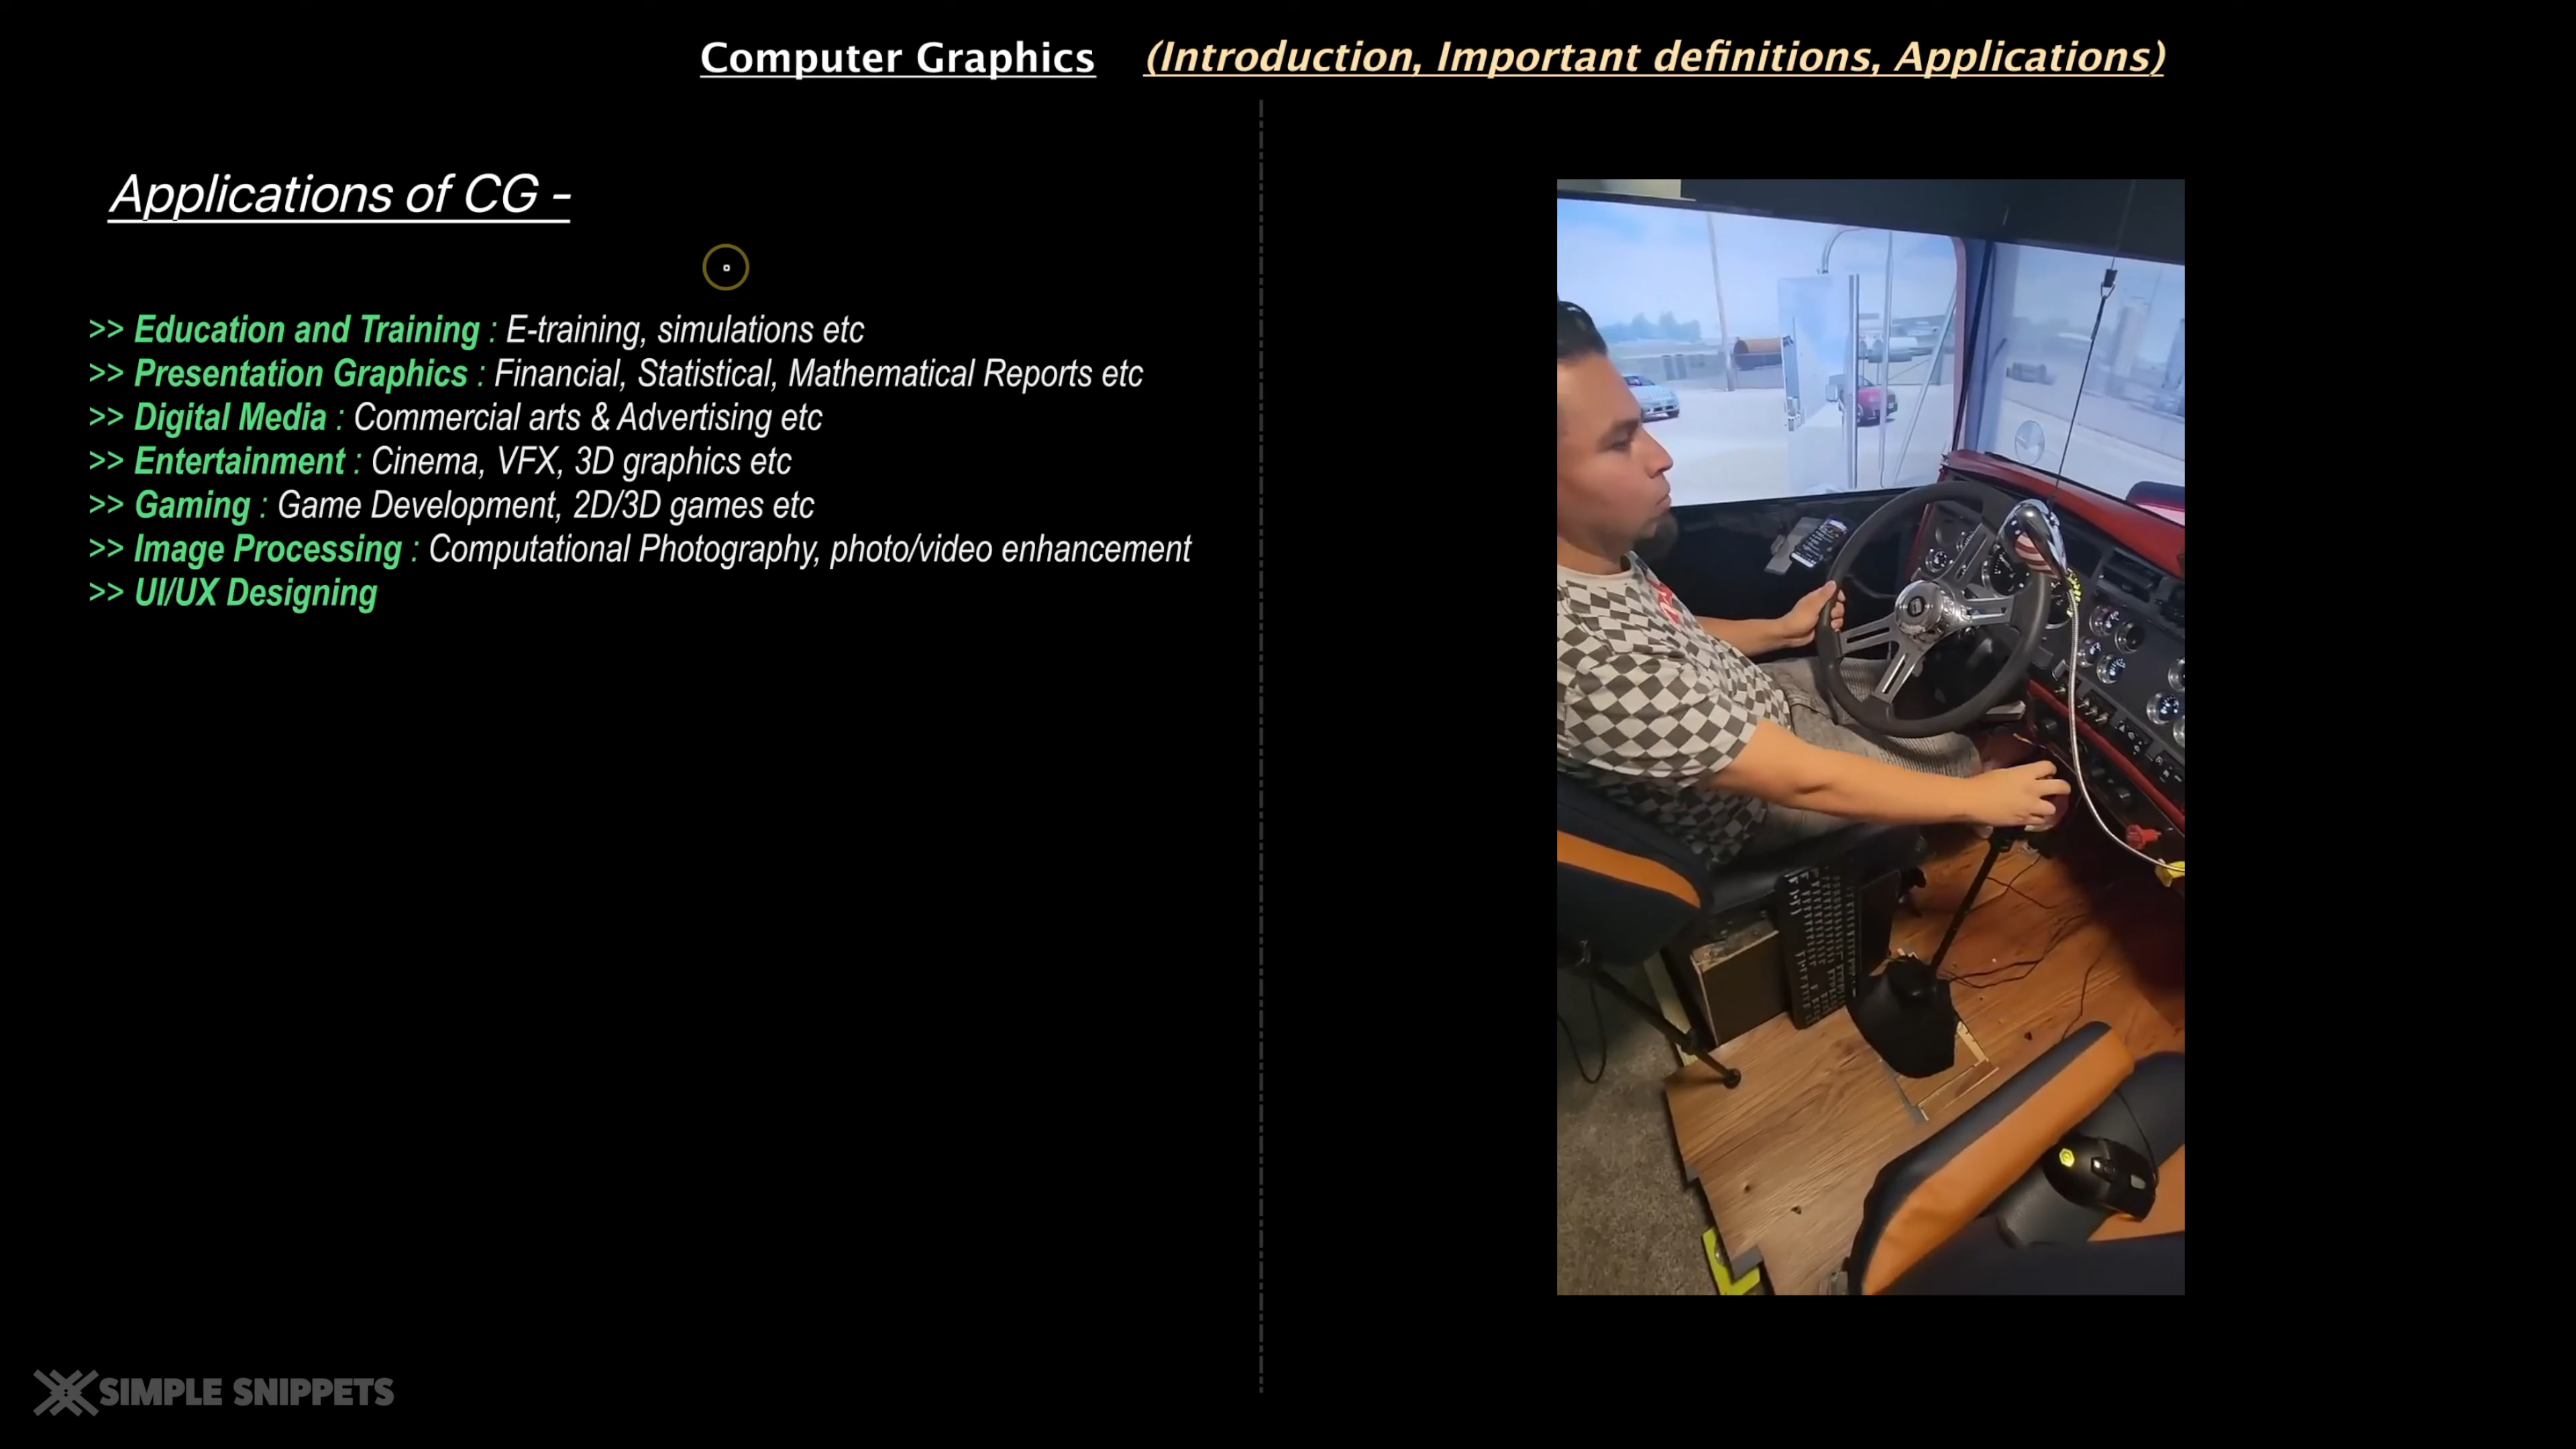 Computer Graphics (Introduction, Important definitions, Applications)
Applications of CG -
>> Education and Training : E-training, simulations etc
>> Presentation Graphics : Financial, Statistical, Mathematical Reports etc
>> Digital Media : Commercial arts & Advertising etc
>> Entertainment : Cinema, VFX, 3D graphics etc
>> Gaming : Game Development, 2D/3D games etc
>> Image Processing : Computational Photography, photo/video enhancement
>> UI/UX Designing
SIMPLE SNIPPETS